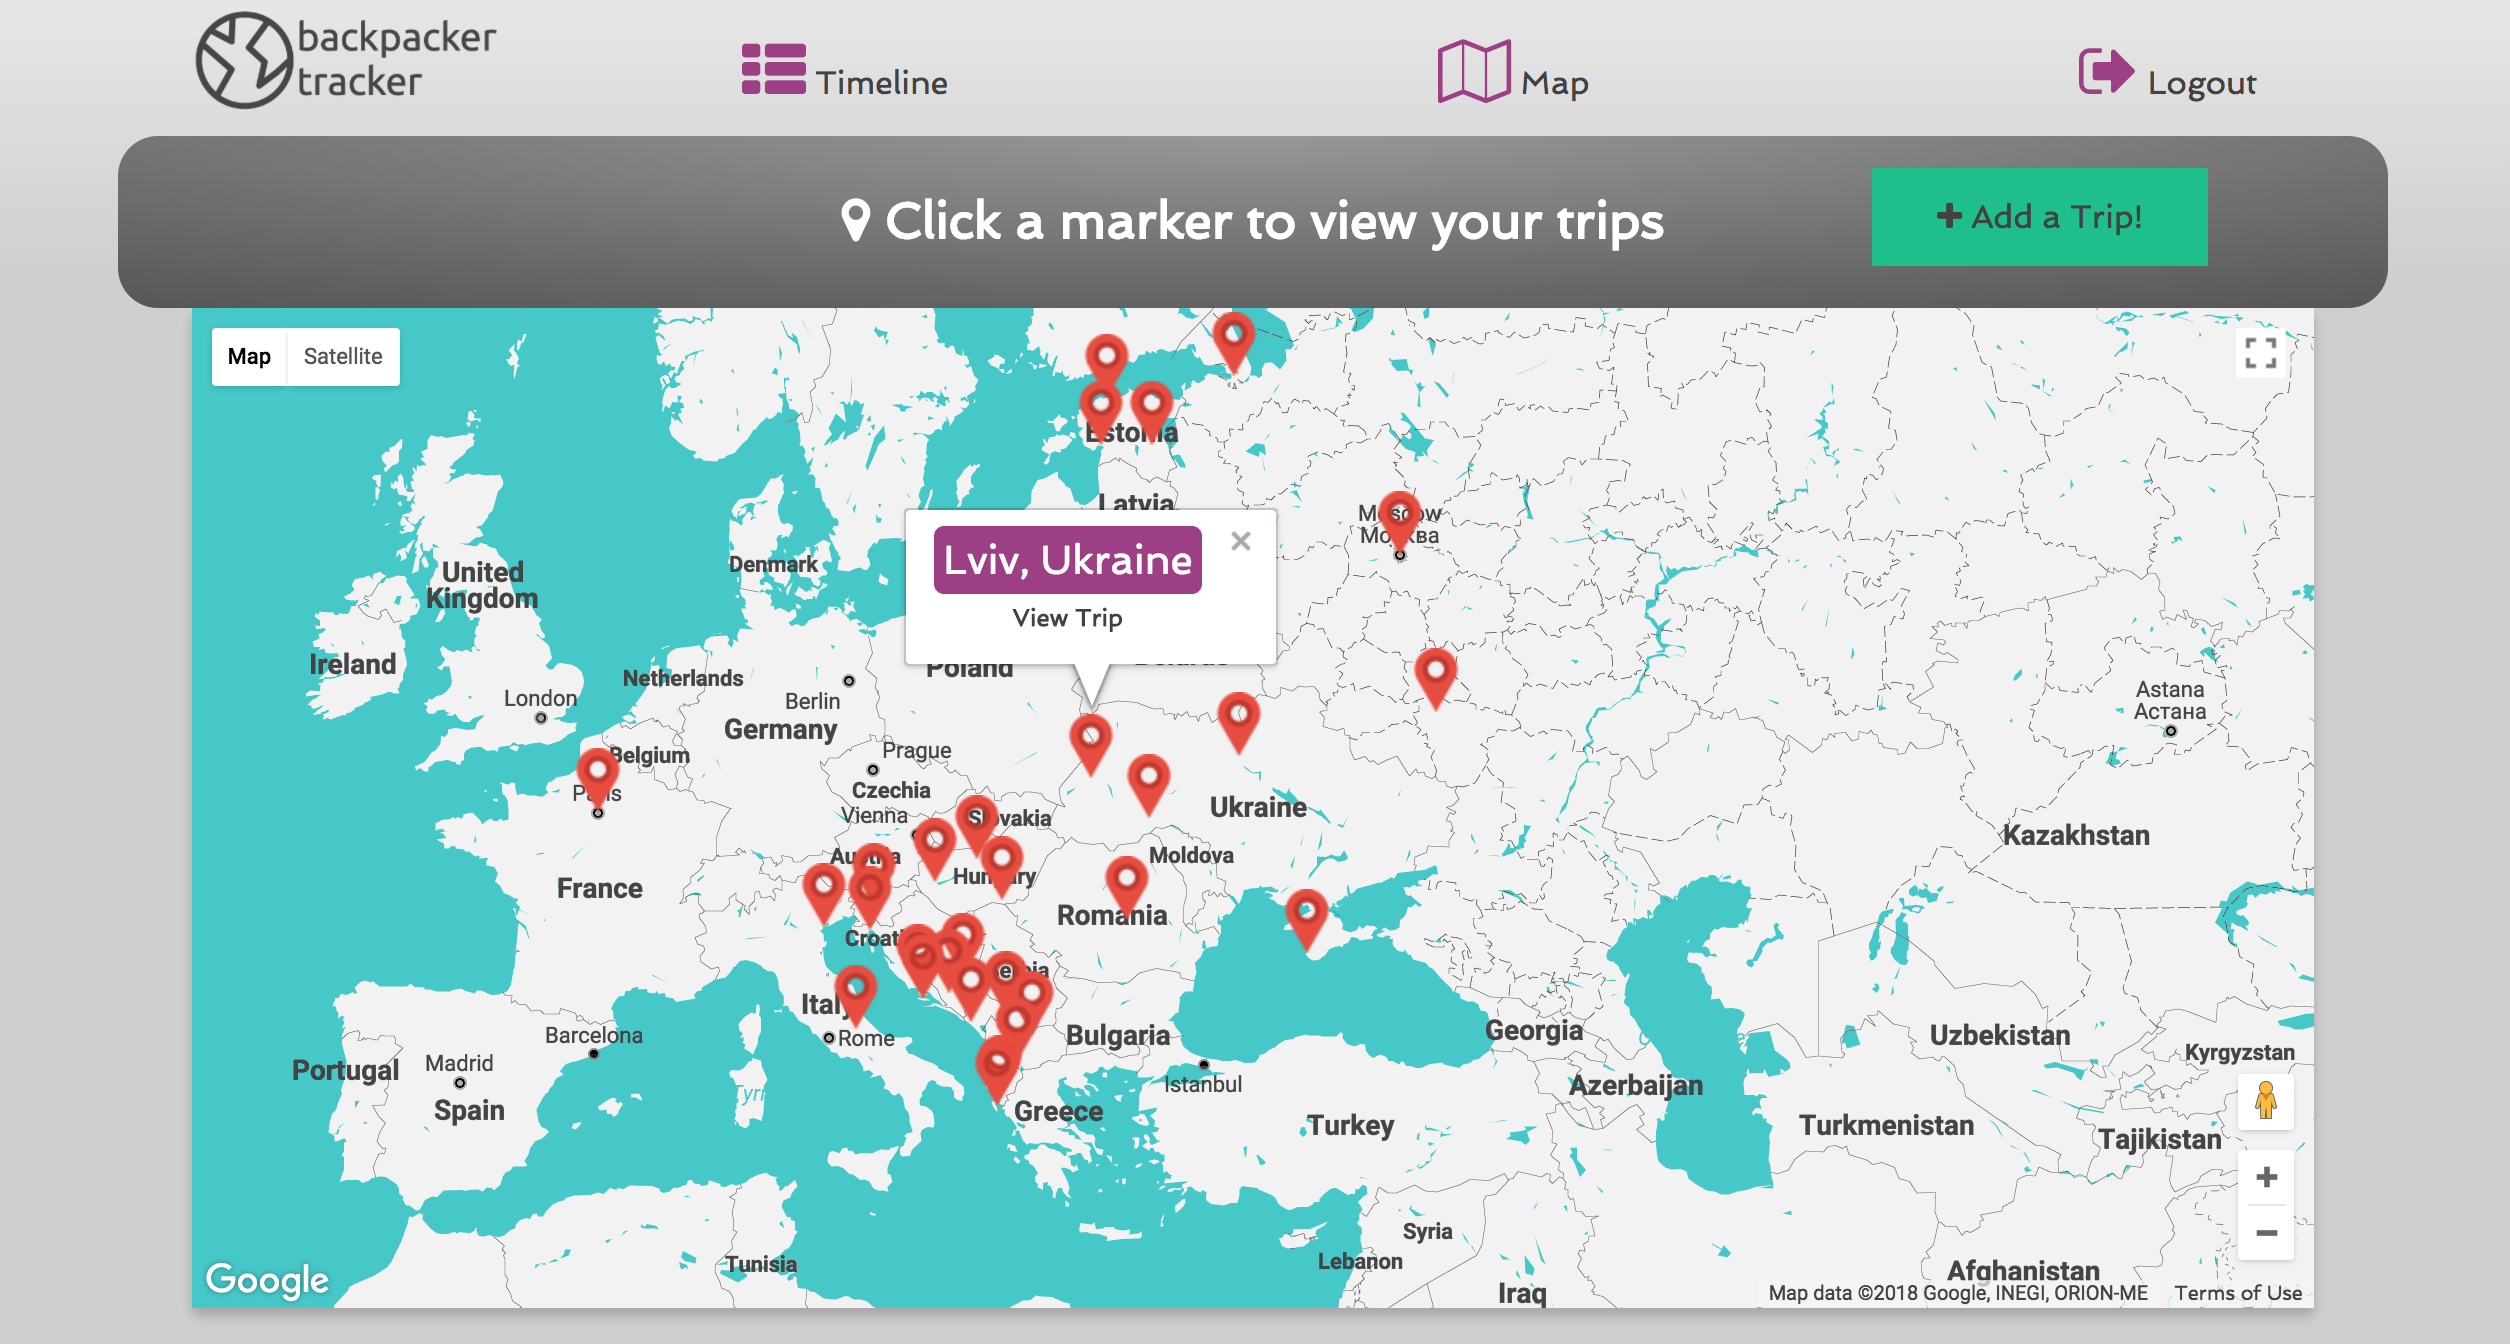 backpacker
tracker
Timeline
Map
Logout
Click a marker to view your trips
+ Add a Trip!
Map
Satellite
Estonia
Latvia
Moscow
Москва
Lviv, Ukraine
×
View Trip
Denmark
United
Kingdom
Ireland
Poland
Belarus
Netherlands
London
Berlin
Germany
Astana
Астана
Belgium
Prague
Paris
Czechia
Vienna
Slovakia
Ukraine
Kazakhstan
Austria
Moldova
Hungary
France
Romania
Croati
Serbia
Italy
Rome
Barcelona
Bulgaria
Georgia
Uzbekistan
Kyrgyzstan
Portugal
Madrid
Istanbul
Azerbaijan
Tyrr
Spain
Greece
Turkey
Turkmenistan
Tajikistan
Syria
Tunisia
Lebanon
Afghanistan
Iraq
Google
Map data ©2018 Google, INEGI, ORION-ME
Terms of Use